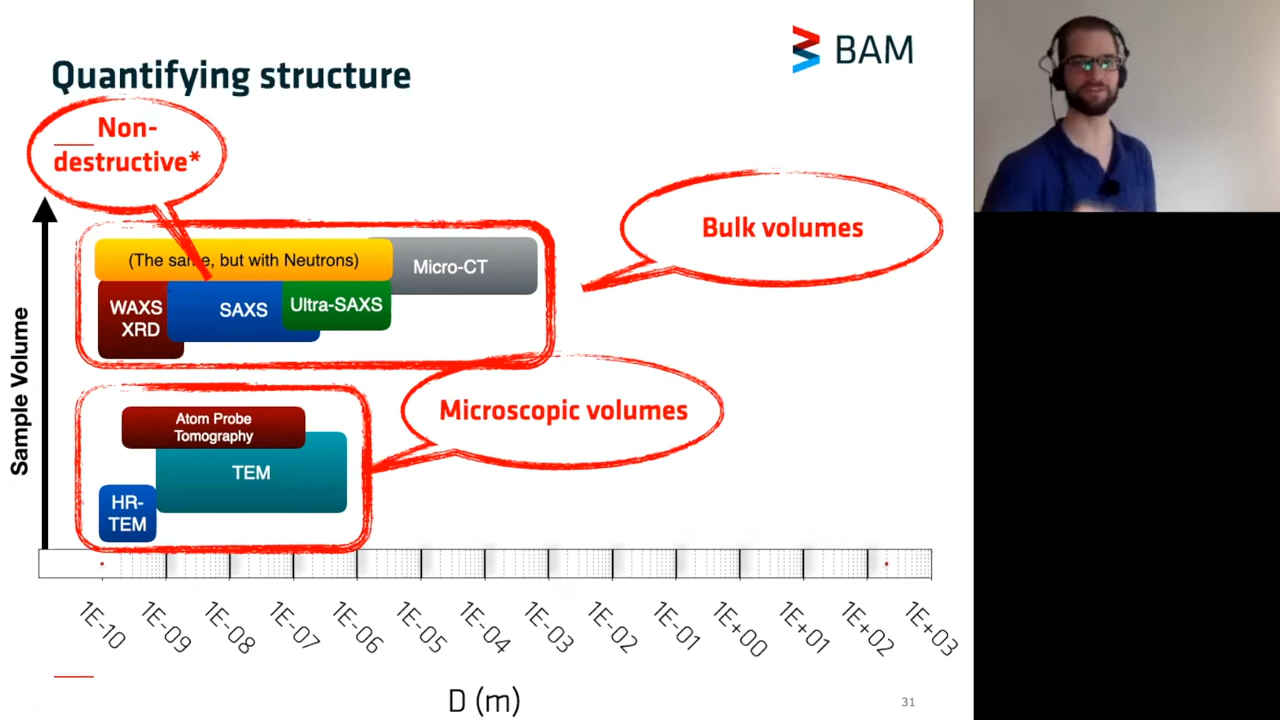 Quantifying structure
BAM
Non-
destructive*
Bulk volumes
(The same, but with Neutrons)
Micro-CT
WAXS
XRD
SAXS
Ultra-SAXS
Microscopic volumes
Atom Probe
Tomography
TEM
HR-
TEM
Sample Volume
1E-10
1E-09
1E-08
1E-07
1E-06
1E-05
1E-04
1E-03
1E-02
1E-01
1E+00
1E+01
1E+02
1E+03
D (m)
31